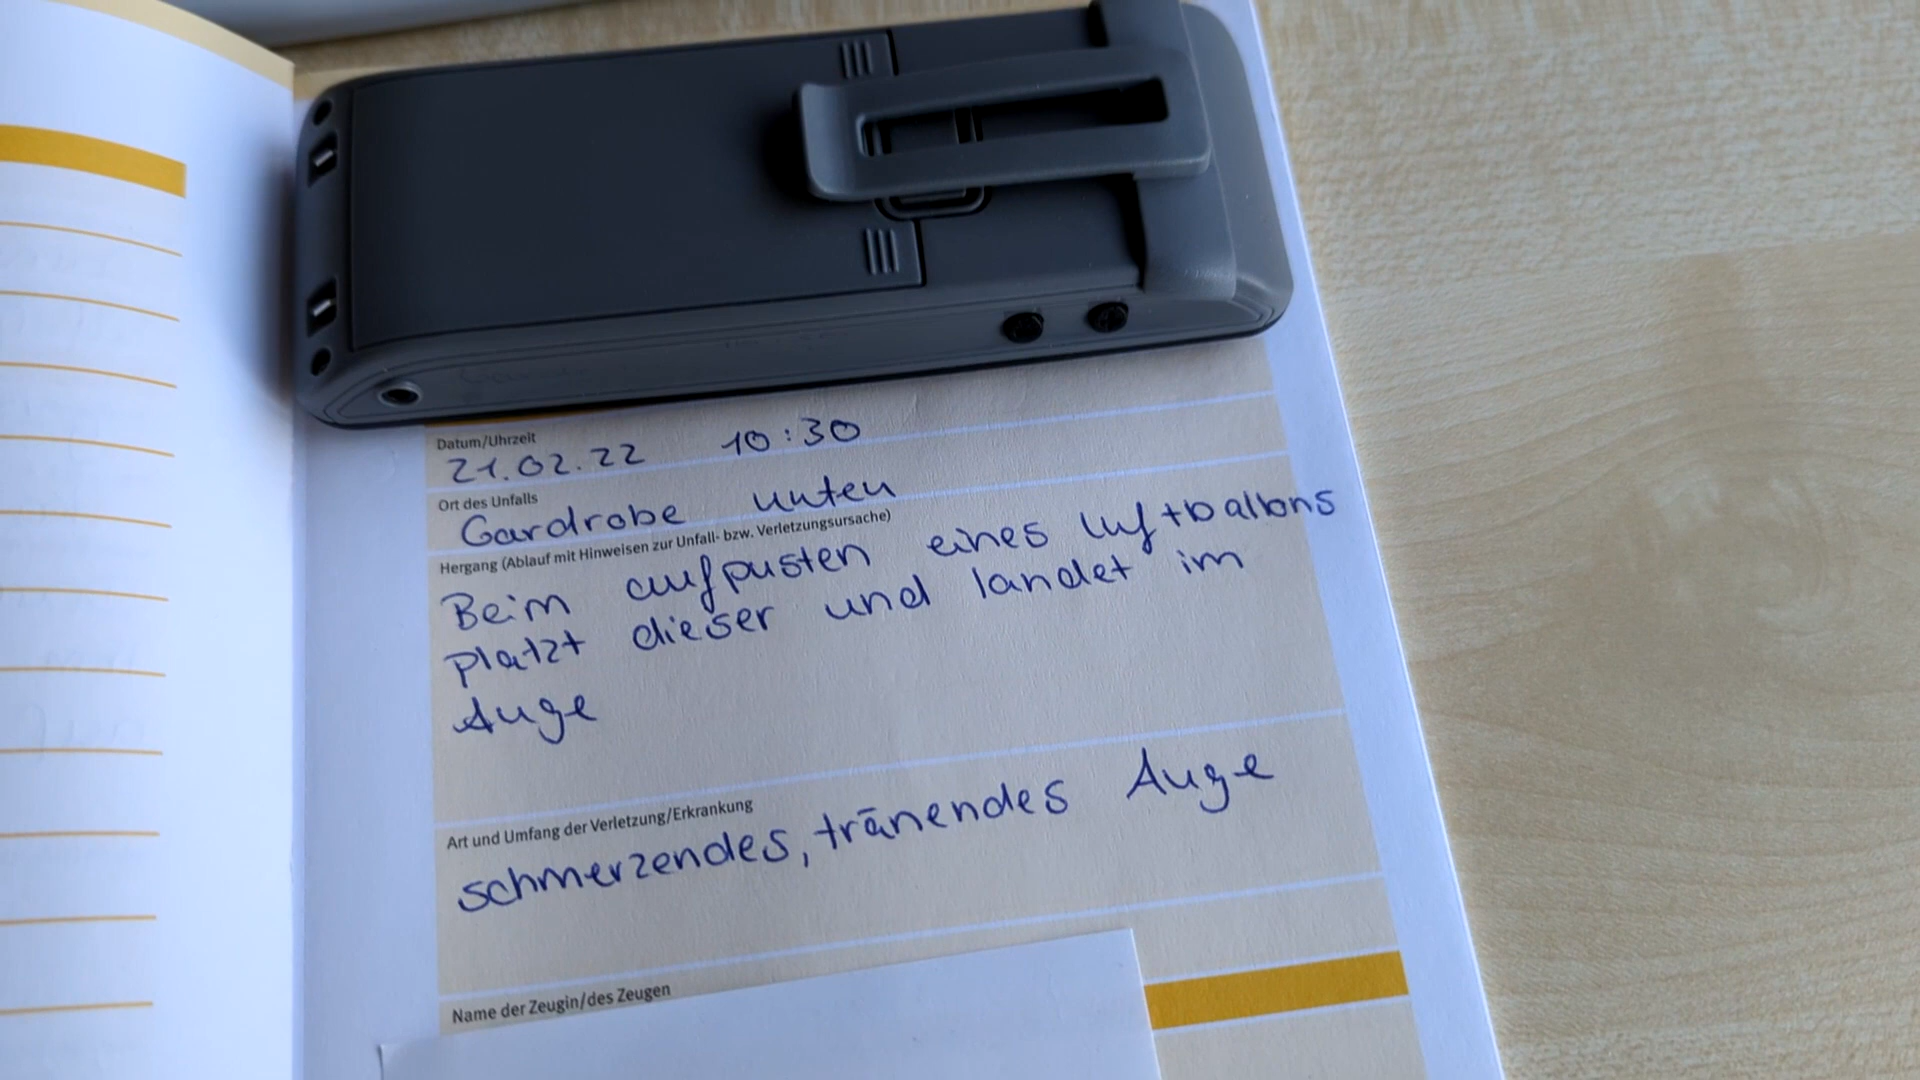 Datum/Uhrzeit
21.02.22 10:30
Ort des Unfalls
Gardrobe unten
Hergang (Ablauf mit Hinweisen zur Unfall- bzw. Verletzungsursache)
Beim aufpusten eines Luftballons
platzt dieser und landet im
Auge
Art und Umfang der Verletzung/Erkrankung
schmerzendes, tränendes Auge
Name der Zeugin/des Zeugen